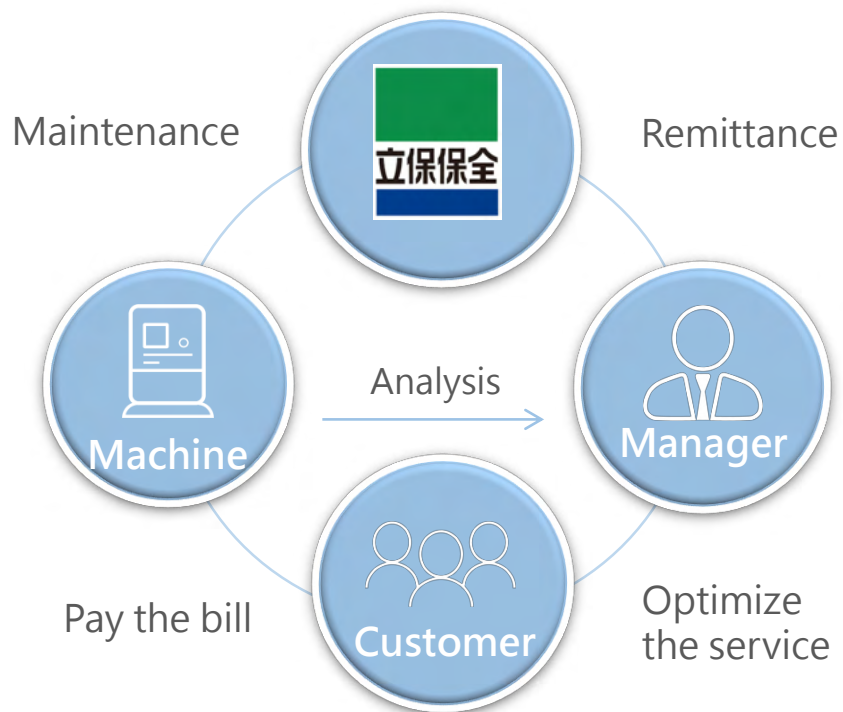 Maintenance
立保保全
Remittance
Analysis
Machine
Manager
Pay the bill
Customer
Optimize
the service